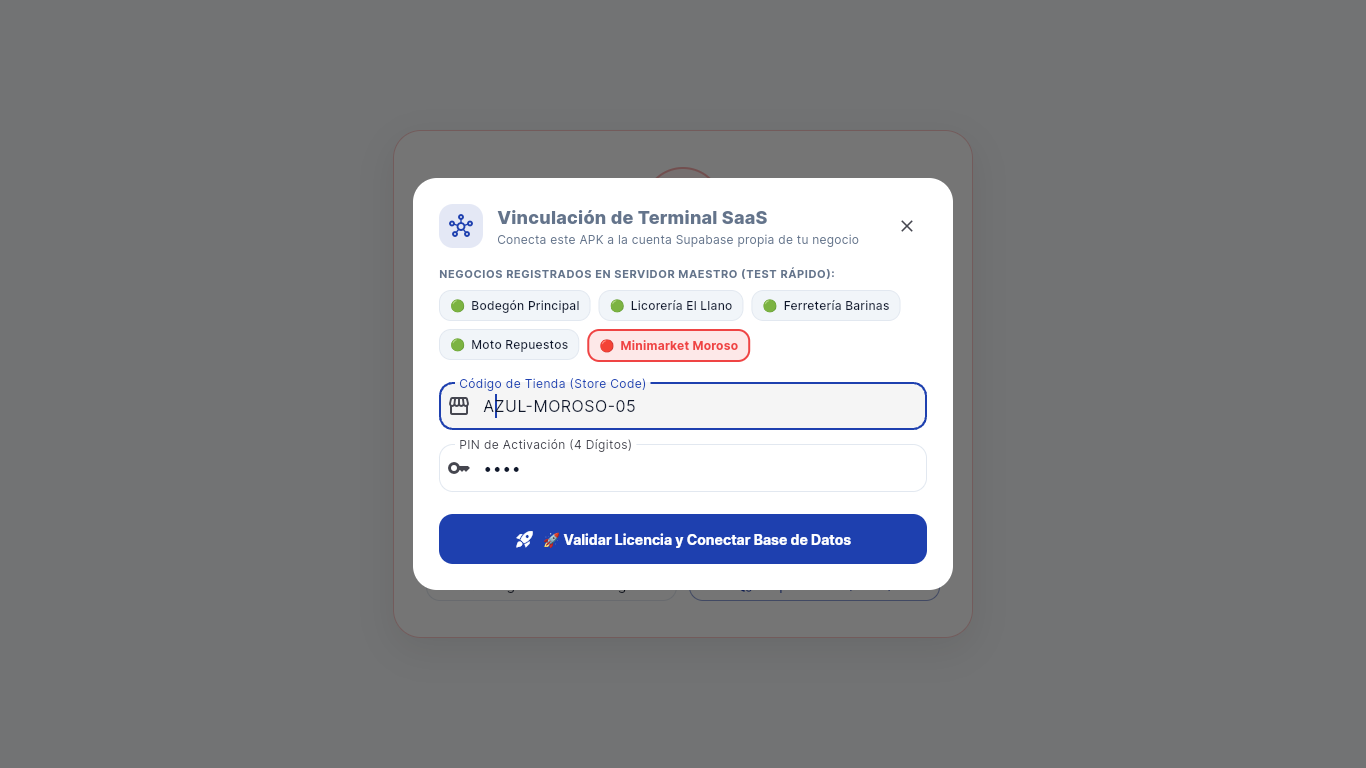 Vinculación de Terminal SaaS
Conecta este APK a la cuenta Supabase propia de tu negocio
NEGOCIOS REGISTRADOS EN SERVIDOR MAESTRO (TEST RÁPIDO):
🟢 Bodegón Principal
🟢 Licorería El Llano
🟢 Ferretería Barinas
🟢 Moto Repuestos
🔴 Minimarket Moroso
Código de Tienda (Store Code)
AZUL-MOROSO-05
PIN de Activación (4 Dígitos)
••••
🚀 Validar Licencia y Conectar Base de Datos